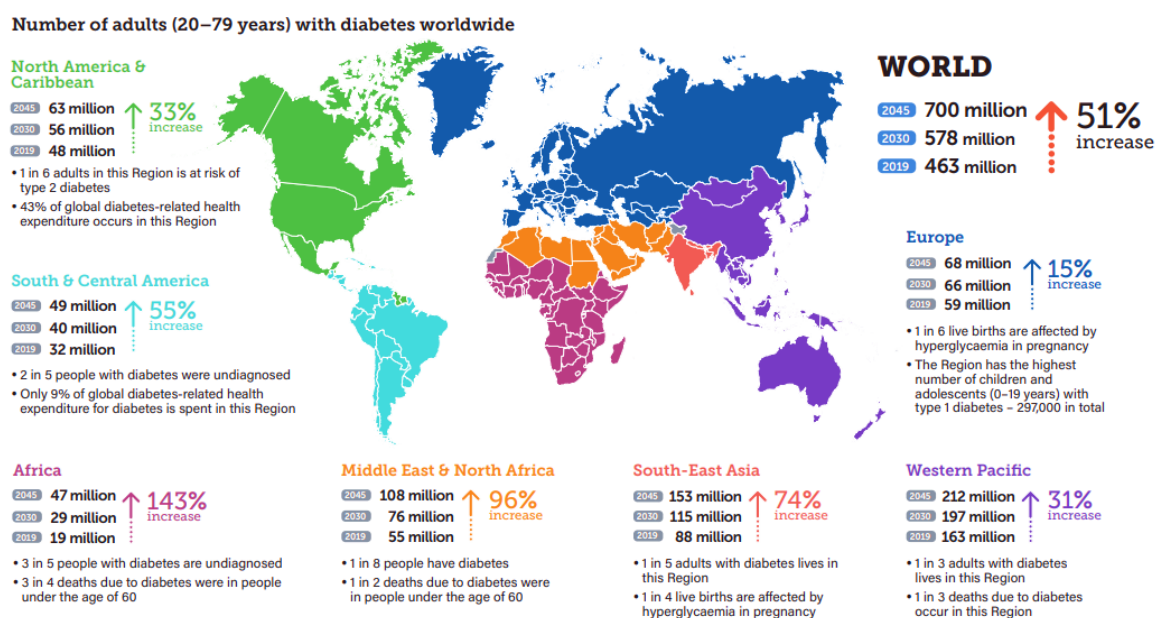 Number of adults (20–79 years) with diabetes worldwide
North America &
Caribbean
2045 63 million
2030 56 million
2019 48 million
33%
increase
• 1 in 6 adults in this Region is at risk of
type 2 diabetes
• 43% of global diabetes-related health
expenditure occurs in this Region
South & Central America
2045 49 million
2030 40 million
2019 32 million
55%
increase
• 2 in 5 people with diabetes were undiagnosed
• Only 9% of global diabetes-related health
expenditure for diabetes is spent in this Region
WORLD
2045 700 million
2030 578 million
2019 463 million
51%
increase
Europe
2045 68 million
2030 66 million
2019 59 million
15%
increase
• 1 in 6 live births are affected by
hyperglycaemia in pregnancy
• The Region has the highest
number of children and
adolescents (0–19 years) with
type 1 diabetes – 297,000 in total
Africa
2045 47 million
2030 29 million
2019 19 million
143%
increase
• 3 in 5 people with diabetes are undiagnosed
• 3 in 4 deaths due to diabetes were in people
under the age of 60
Middle East & North Africa
2045 108 million
2030 76 million
2019 55 million
96%
increase
• 1 in 8 people have diabetes
• 1 in 2 deaths due to diabetes were
in people under the age of 60
South-East Asia
2045 153 million
2030 115 million
2019 88 million
74%
increase
• 1 in 5 adults with diabetes lives in
this Region
• 1 in 4 live births are affected by
hyperglycaemia in pregnancy
Western Pacific
2045 212 million
2030 197 million
2019 163 million
31%
increase
• 1 in 3 adults with diabetes
lives in this Region
• 1 in 3 deaths due to diabetes
occur in this Region